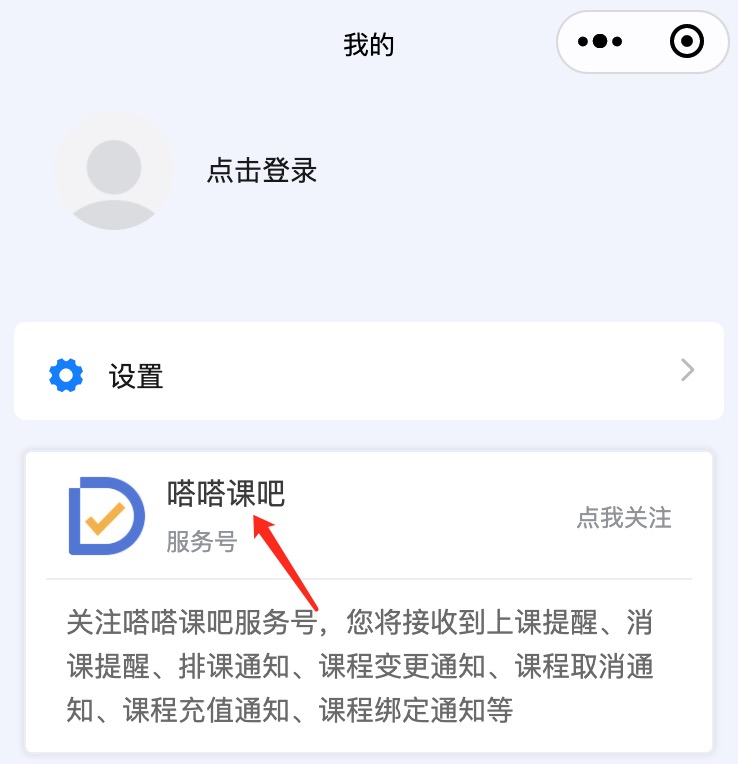 我的
点击登录
设置
嗒嗒课吧
服务号
点我关注
关注嗒嗒课吧服务号，您将接收到上课提醒、消
课提醒、排课通知、课程变更通知、课程取消通
知、课程充值通知、课程绑定通知等